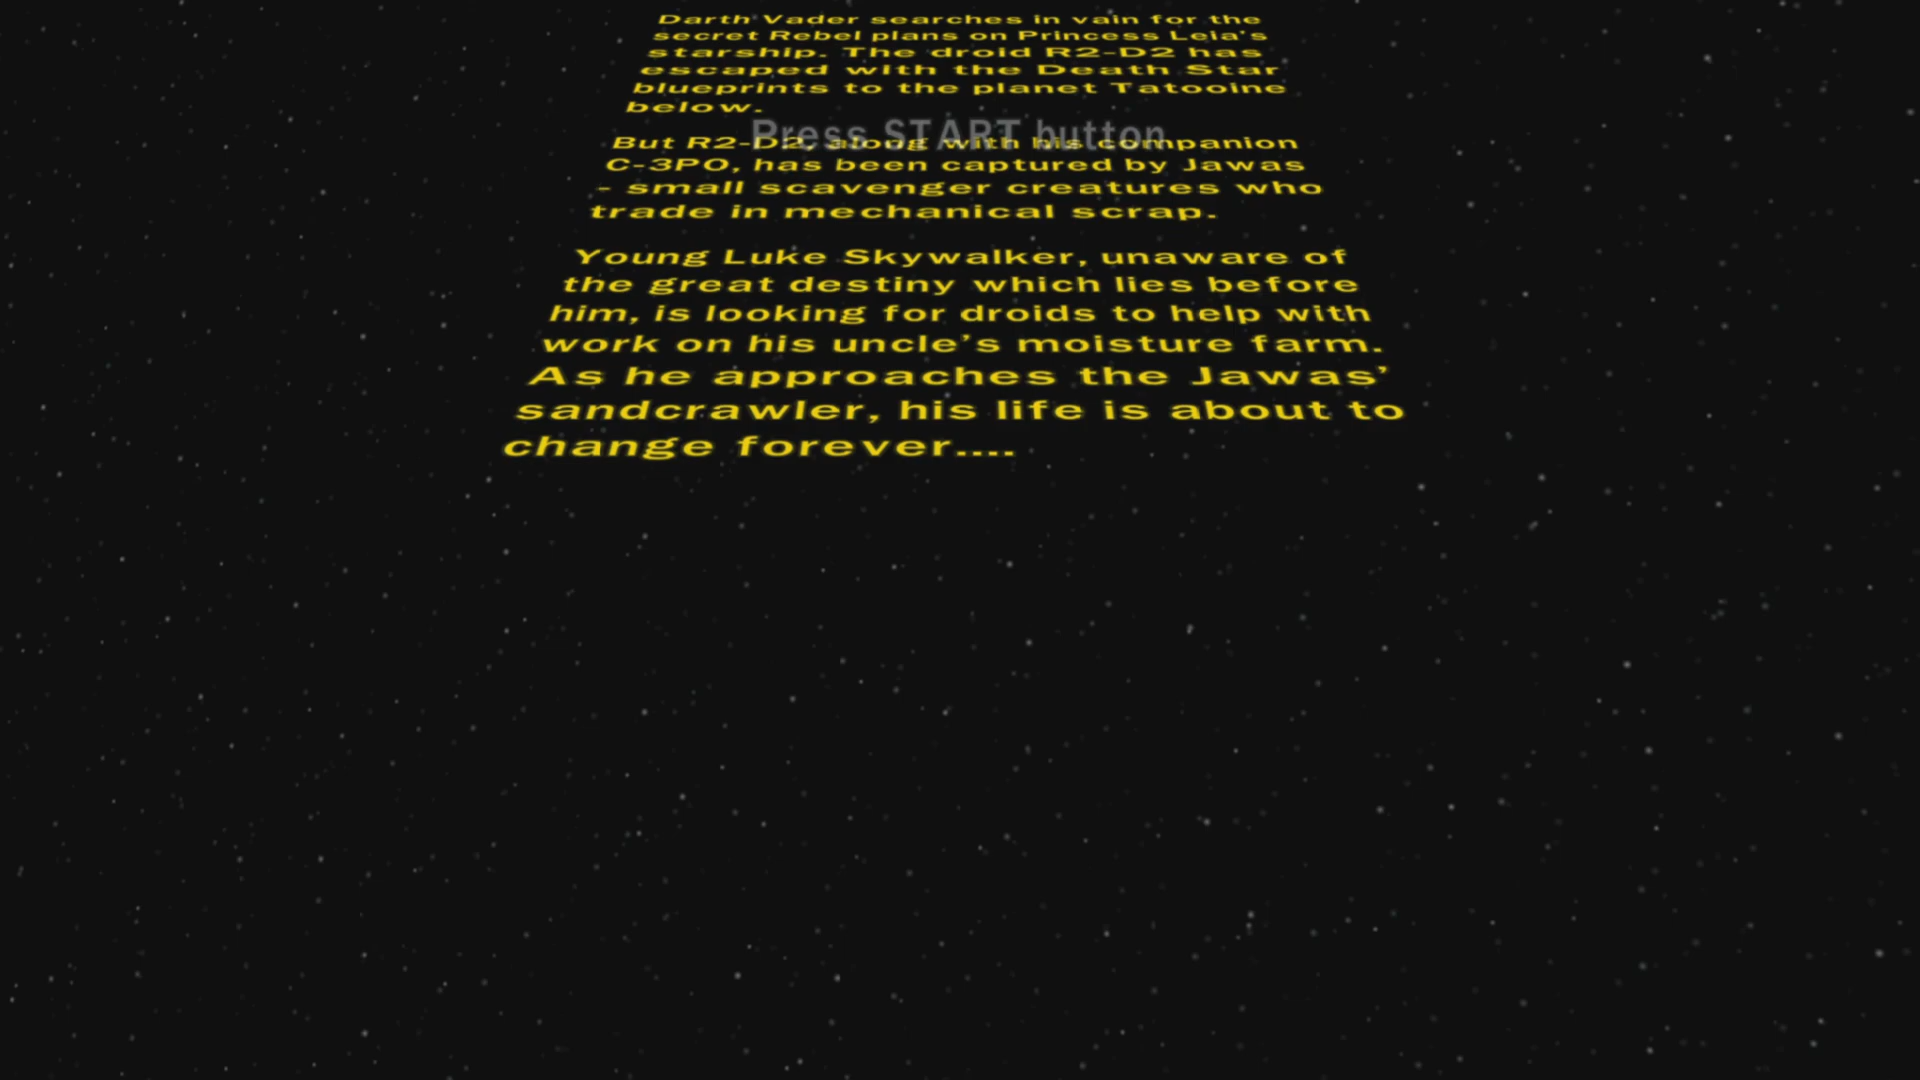 Darth Vader searches in vain for the
secret Rebel plans on Princess Leia's
starship. The droid R2-D2 has
escaped with the Death Star
blueprints to the planet Tatooine
below.
Press START button
But R2-D2, along with his companion
C-3PO, has been captured by Jawas
- small scavenger creatures who
trade in mechanical scrap.
Young Luke Skywalker, unaware of
the great destiny which lies before
him, is looking for droids to help with
work on his uncle's moisture farm.
As he approaches the Jawas'
sandcrawler, his life is about to
change forever....